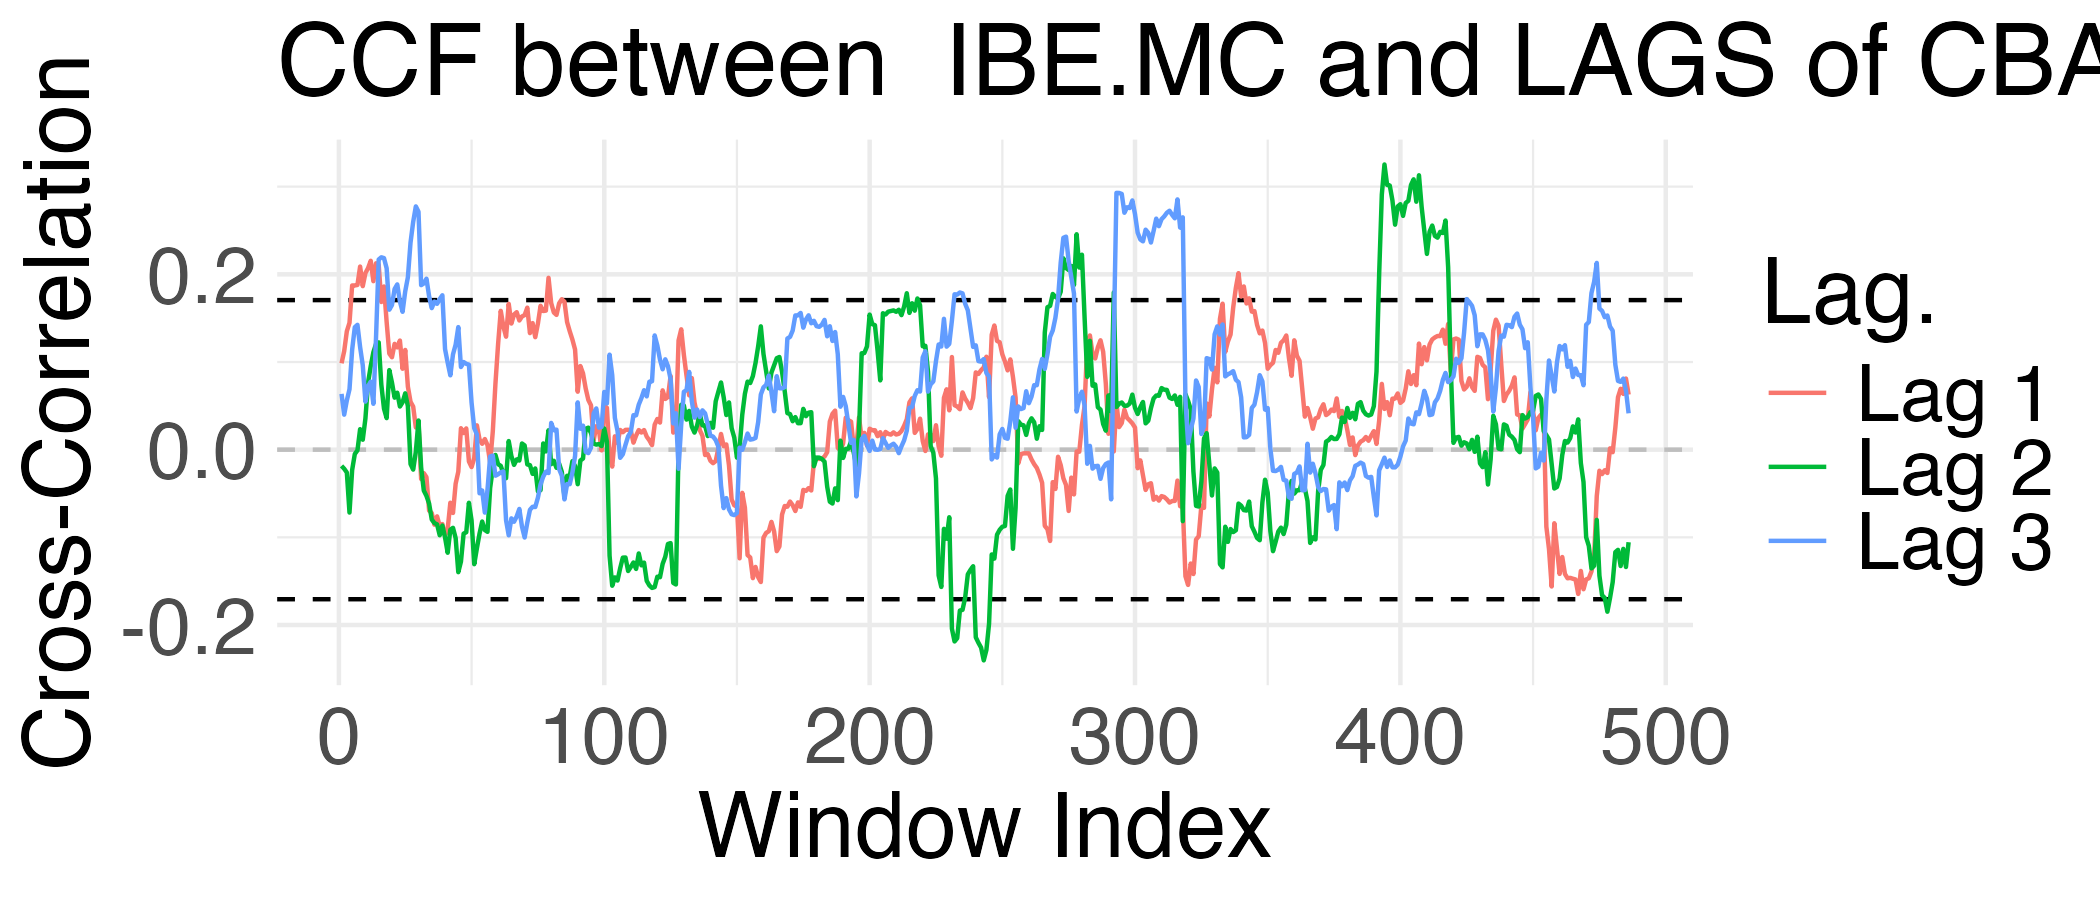 CCF between IBE.MC and LAGS of CBA
Cross-Correlation
0.2
0.0
-0.2
0 100 200 300 400 500
Window Index
Lag.
Lag 1
Lag 2
Lag 3